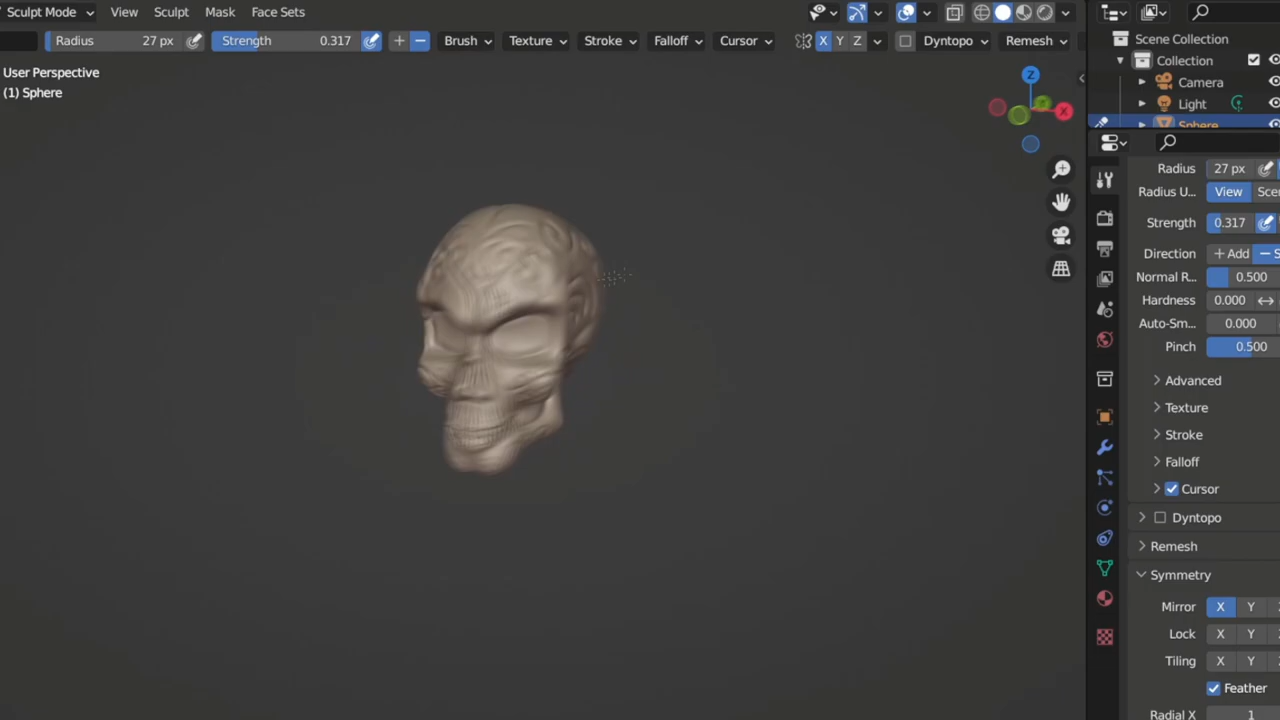 Sculpt Mode View Sculpt Mask Face Sets
Radius 27 px Strength 0.317 Brush Texture Stroke Falloff Cursor X Y Z Dyntopo Remesh
User Perspective
(1) Sphere
Z
X
Scene Collection
Collection
Camera
Light
Sphere
Radius 27 px
Radius U... View Scen
Strength 0.317
Direction + Add
Normal R... 0.500
Hardness 0.000
Auto-Sm... 0.000
Pinch 0.500
Advanced
Texture
Stroke
Falloff
Cursor
Dyntopo
Remesh
Symmetry
Mirror X Y
Lock X Y
Tiling X Y
Feather
Radial X 1